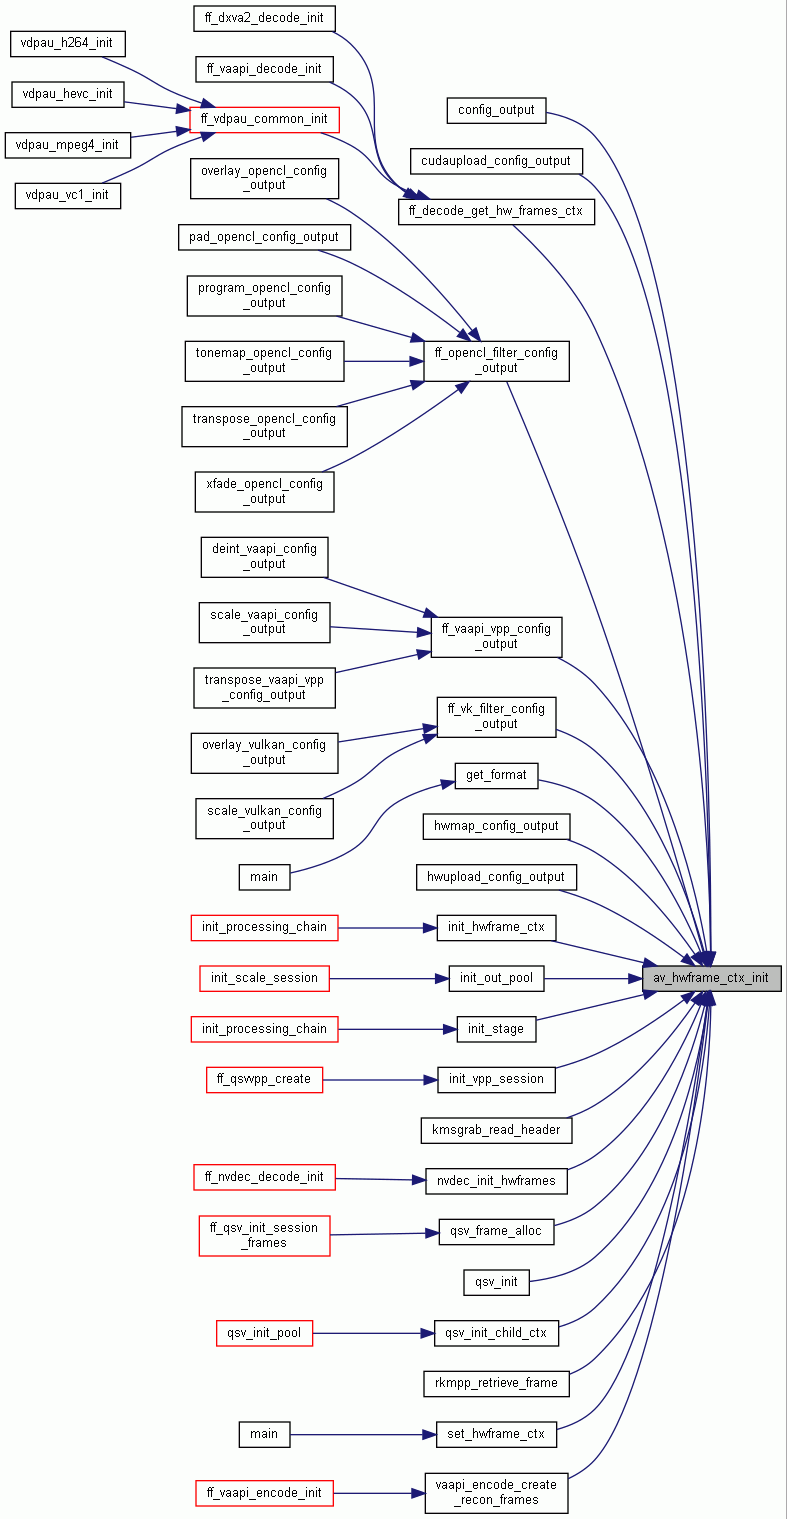 ff_dxva2_decode_init
vdpau_h264_init
ff_vaapi_decode_init
vdpau_hevc_init
config_output
ff_vdpau_common_init
vdpau_mpeg4_init
cudaupload_config_output
overlay_opencl_config
_output
vdpau_vc1_init
ff_decode_get_hw_frames_ctx
pad_opencl_config_output
program_opencl_config
_output
tonemap_opencl_config
_output
ff_opencl_filter_config
_output
transpose_opencl_config
_output
xfade_opencl_config
_output
deint_vaapi_config
_output
scale_vaapi_config
_output
ff_vaapi_vpp_config
_output
transpose_vaapi_vpp
_config_output
ff_vk_filter_config
_output
overlay_vulkan_config
_output
get_format
scale_vulkan_config
_output
hwmap_config_output
main
hwupload_config_output
init_processing_chain
init_hwframe_ctx
init_scale_session
init_out_pool
av_hwframe_ctx_init
init_processing_chain
init_stage
ff_qsvvpp_create
init_vpp_session
kmsgrab_read_header
ff_nvdec_decode_init
nvdec_init_hwframes
ff_qsv_init_session
_frames
qsv_frame_alloc
qsv_init
qsv_init_pool
qsv_init_child_ctx
rkmpp_retrieve_frame
main
set_hwframe_ctx
ff_vaapi_encode_init
vaapi_encode_create
_recon_frames